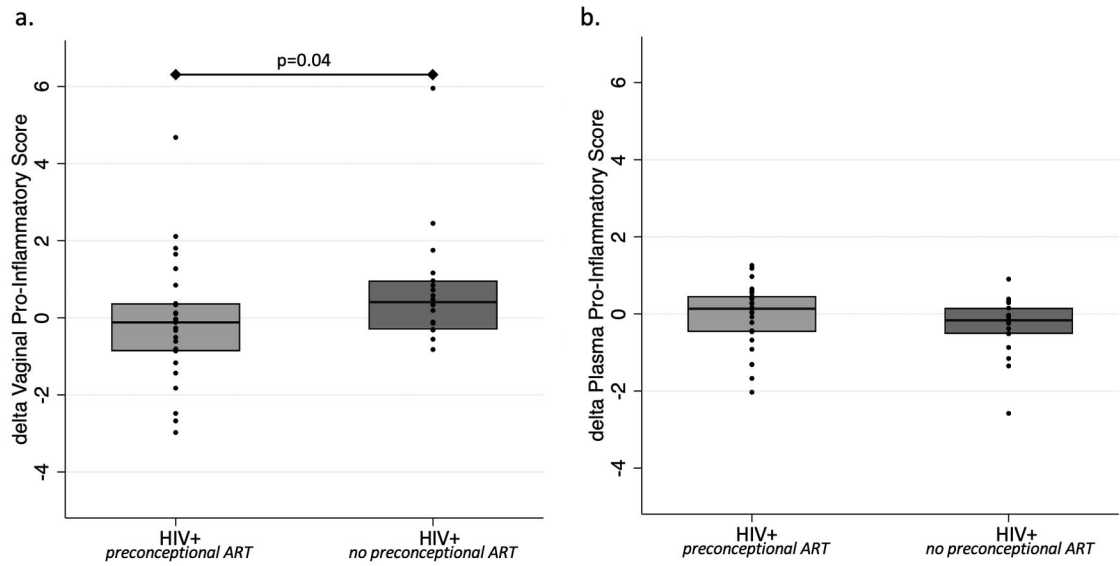 a.
p=0.04
delta Vaginal Pro-Inflammatory Score
6
4
2
0
-2
-4
HIV+
preconceptional ART
HIV+
no preconceptional ART
b.
delta Plasma Pro-Inflammatory Score
6
4
2
0
-2
-4
HIV+
preconceptional ART
HIV+
no preconceptional ART